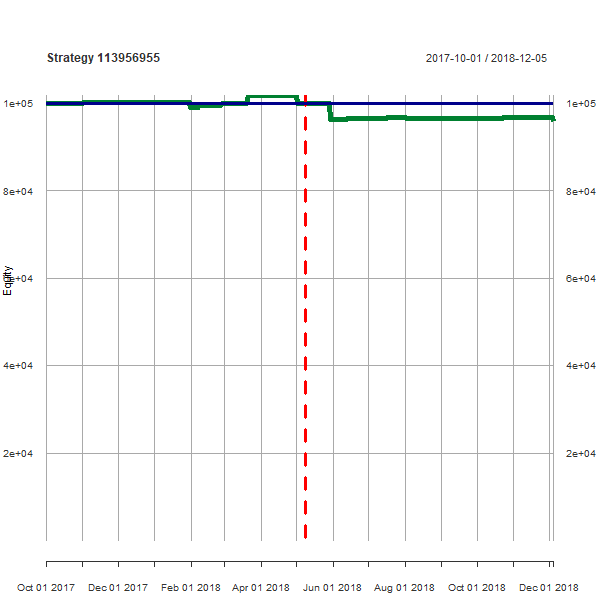 Strategy 113956955 2017-10-01 / 2018-12-05
1e+05 1e+05
8e+04 8e+04
6e+04 6e+04
Equity
4e+04 4e+04
2e+04 2e+04
Oct 01 2017 Dec 01 2017 Feb 01 2018 Apr 01 2018 Jun 01 2018 Aug 01 2018 Oct 01 2018 Dec 01 2018